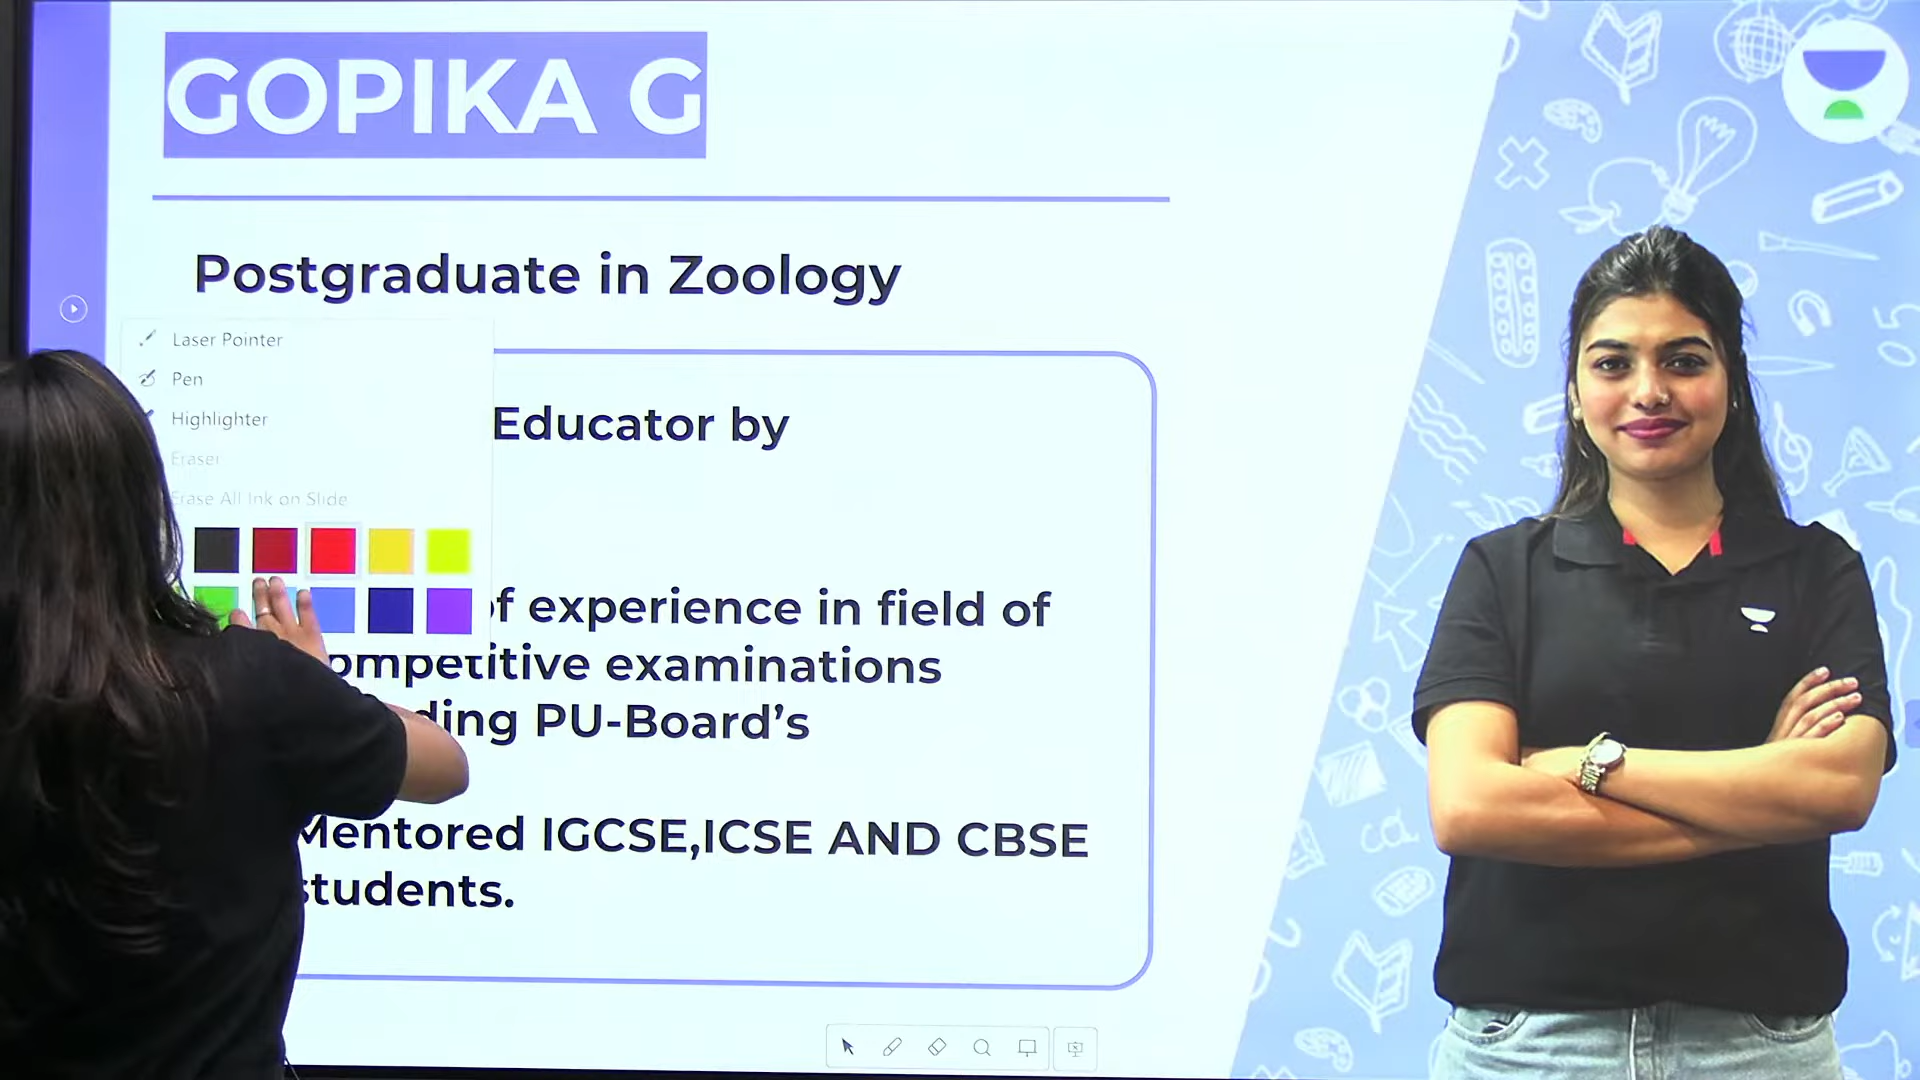 GOPIKA G
Postgraduate in Zoology
Laser Pointer
Pen
Highlighter
Eraser
Erase All Ink on Slide
Educator by
of experience in field of
ompetitive examinations
ding PU-Board's
Mentored IGCSE,ICSE AND CBSE
students.